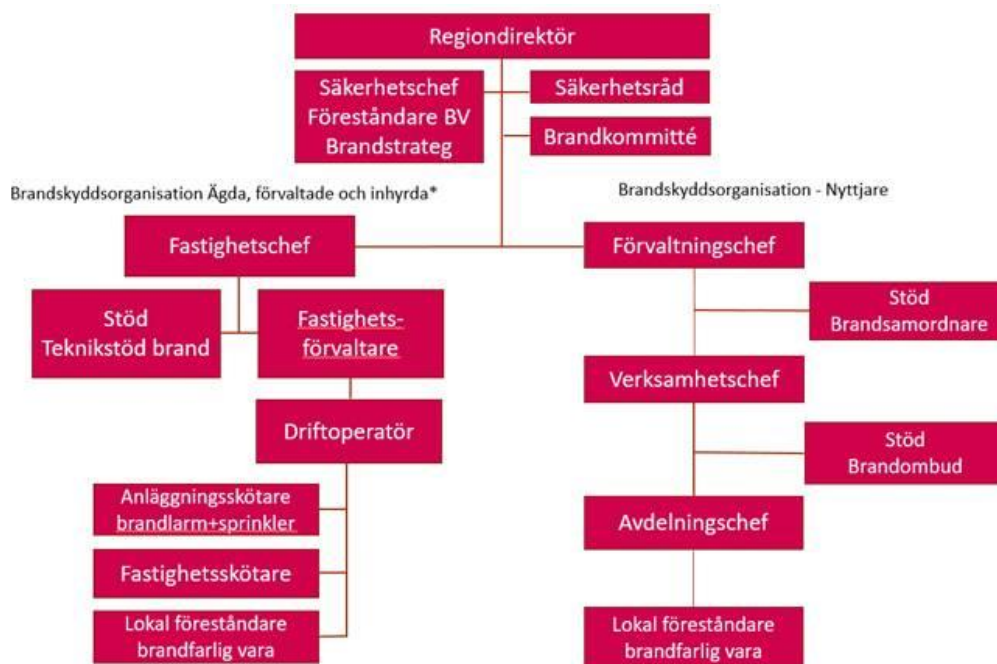 Regiondirektör
Säkerhetschef
Föreståndare BV
Brandstrateg
Säkerhetsråd
Brandkommitté
Brandskyddsorganisation Ägda, förvaltade och inhyrda*
Brandskyddsorganisation - Nyttjare
Fastighetschef
Förvaltningschef
Stöd
Teknikstöd brand
Fastighets-
förvaltare
Stöd
Brandsamordnare
Verksamhetschef
Driftoperatör
Stöd
Brandombud
Anläggningsskötare
brandlarm+sprinkler
Avdelningschef
Fastighetsskötare
Lokal föreståndare
brandfarlig vara
Lokal föreståndare
brandfarlig vara